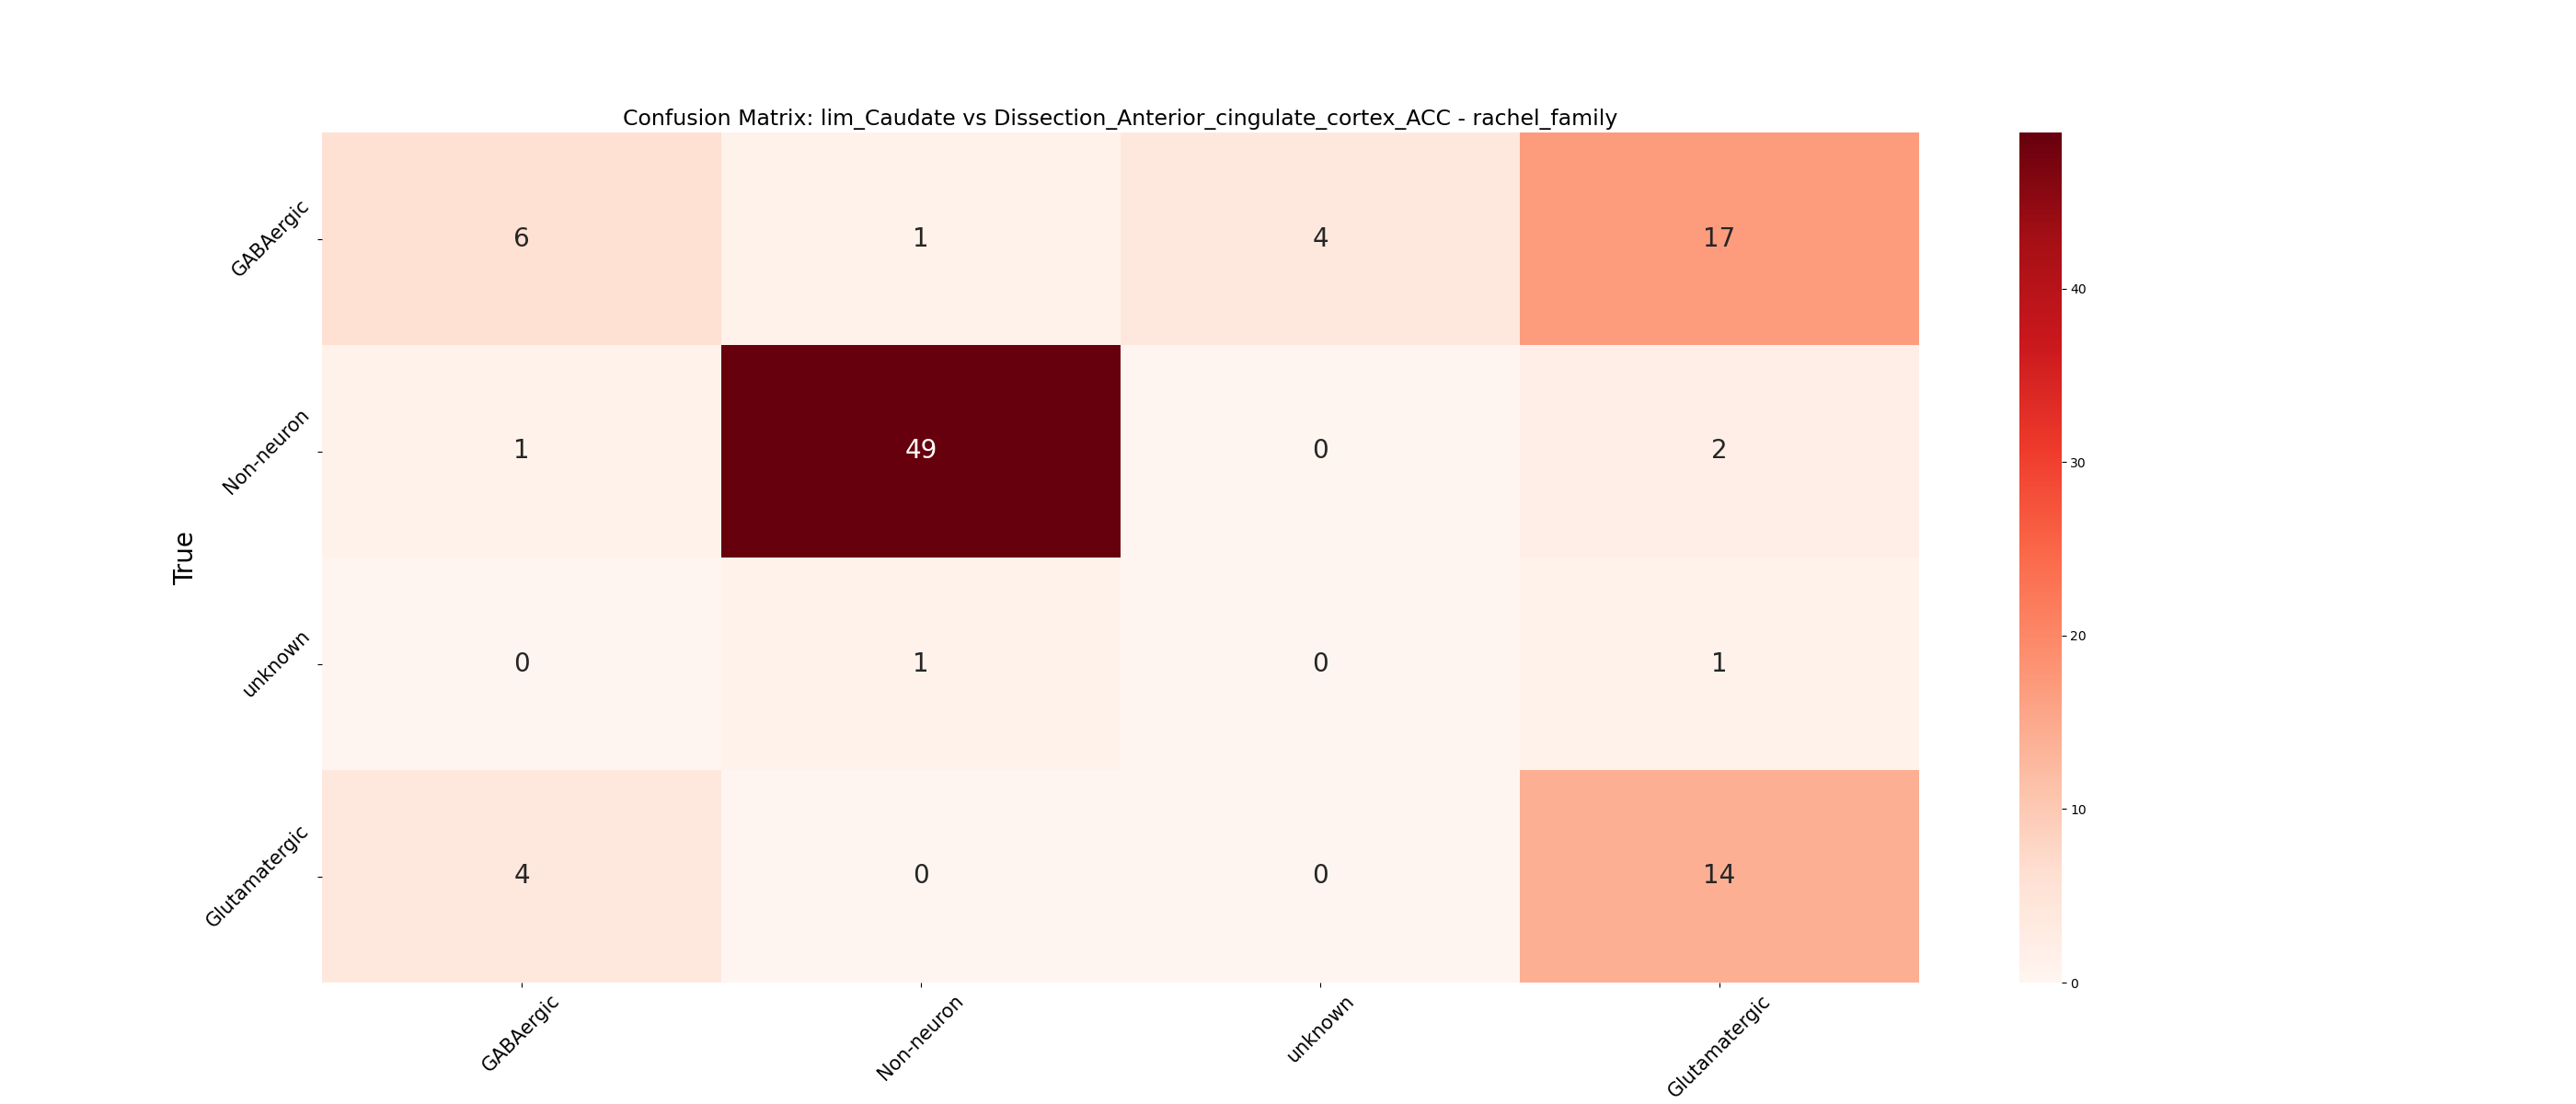 Confusion Matrix: lim_Caudate vs Dissection_Anterior_cingulate_cortex_ACC - rachel_family
True
GABAergic
6 1 4 17
Non-neuron
1 49 0 2
unknown
0 1 0 1
Glutamatergic
4 0 0 14
GABAergic Non-neuron unknown Glutamatergic
40
30
20
10
0